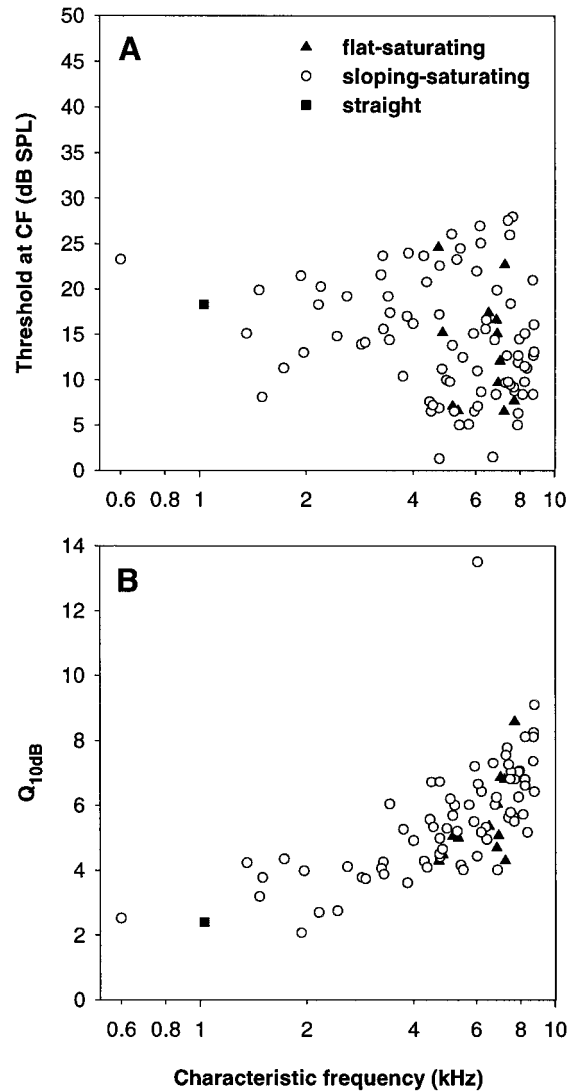 A
flat-saturating
sloping-saturating
straight
Threshold at CF (dB SPL)
50
45
40
35
30
25
20
15
10
5
0
0.6 0.8 1 2 4 6 8 10
B
Q10dB
14
12
10
8
6
4
2
0
0.6 0.8 1 2 4 6 8 10
Characteristic frequency (kHz)